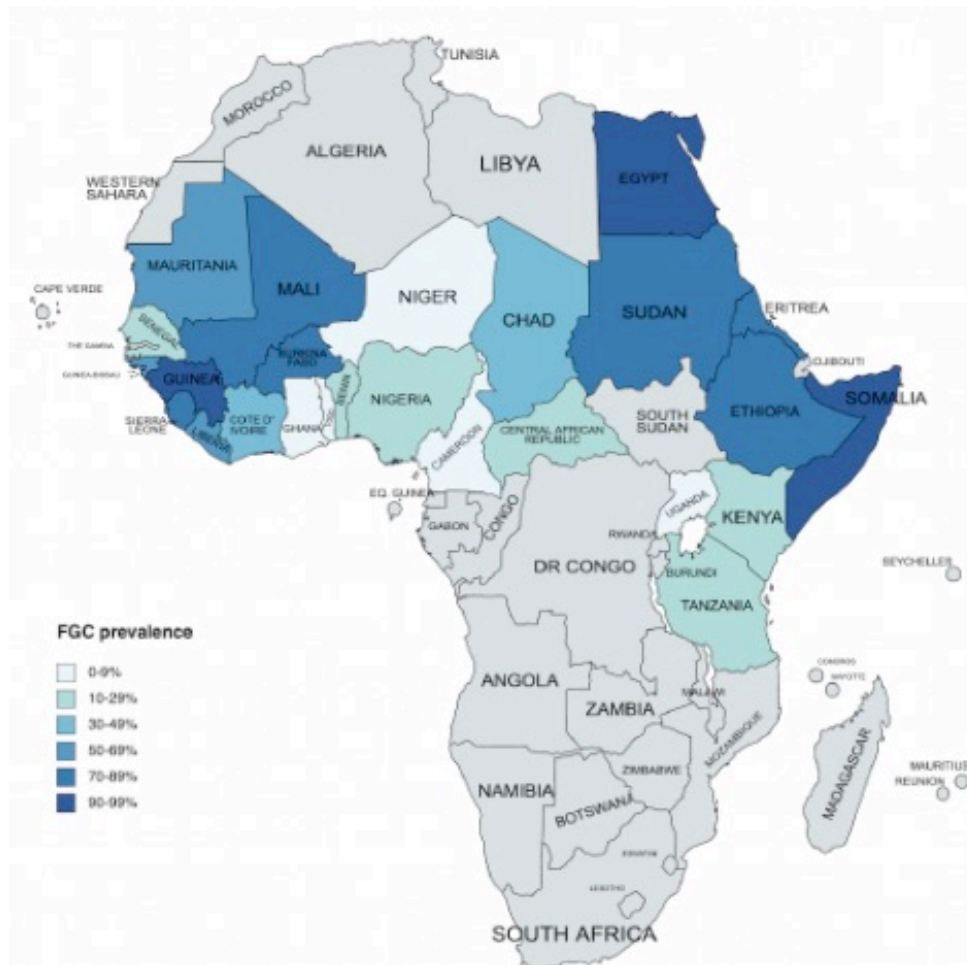 TUNISIA
MOROCCO
ALGERIA
LIBYA
EGYPT
WESTERN
SAHARA
MAURITANIA
MALI
NIGER
CHAD
SUDAN
ERITREA
CAPE VERDE
SENEGAL
THE GAMBIA
GUINEA-BISSAU
GUINEA
BURKINA
FASO
BENIN
NIGERIA
DJIBOUTI
SOMALIA
ETHIOPIA
SOUTH
SUDAN
SIERRA
LEONE
LIBERIA
COTE D'
IVOIRE
GHANA
TOGO
CAMEROON
CENTRAL AFRICAN
REPUBLIC
EQ. GUINEA
GABON
CONGO
UGANDA
KENYA
RWANDA
DR CONGO
BURUNDI
TANZANIA
SEYCHELLES
FGC prevalence
0-9%
10-29%
30-49%
50-69%
70-89%
90-99%
COMOROS
MAYOTTE
ANGOLA
ZAMBIA
MALAWI
MOZAMBIQUE
MADAGASCAR
MAURITIUS
REUNION
NAMIBIA
ZIMBABWE
BOTSWANA
LESOTHO
SOUTH AFRICA